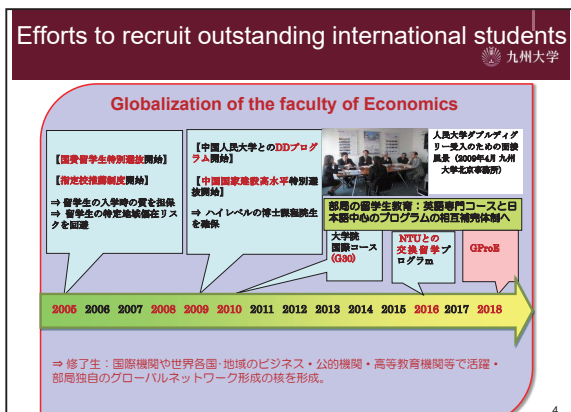 Efforts to recruit outstanding international students
九州大学
Globalization of the faculty of Economics
【国費留学生特別選抜開始】
【指定校推薦制度開始】
⇒ 留学生の入学時の質を担保
⇒ 留学生の特定地域偏在リス
クを回避
【中国人民大学とのDDプログ
ラム開始】
【中国国家建設高水平特別選
抜開始】
⇒ ハイレベルの博士課程院生
を確保
人民大学ダブルディグ
リー受入のための面接
風景(2009年4月 九州
大学北京事務所)
部局の留学生教育:英語専門コースと日
本語中心のプログラムの相互補完体制へ
大学院
国際コース
(G30)
NTUとの
交換留学プ
ログラm
GProE
2005 2006 2007 2008 2009 2010 2011 2012 2013 2014 2015 2016 2017 2018
⇒ 修了生:国際機関や世界各国・地域のビジネス・公的機関・高等教育機関等で活躍・
部局独自のグローバルネットワーク形成の核を形成。
4